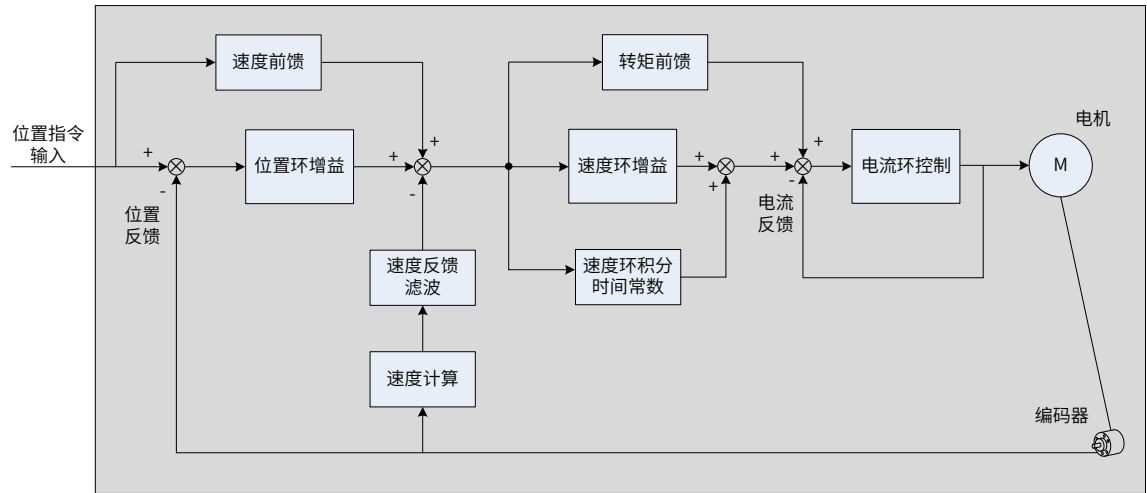 速度前馈
转矩前馈
位置指令
输入
电机
+
+
+
+
位置环增益
+
+
速度环增益
+
+
电流环控制
M
-
-
+
-
位置
反馈
电流
反馈
速度反馈
滤波
速度环积分
时间常数
速度计算
编码器